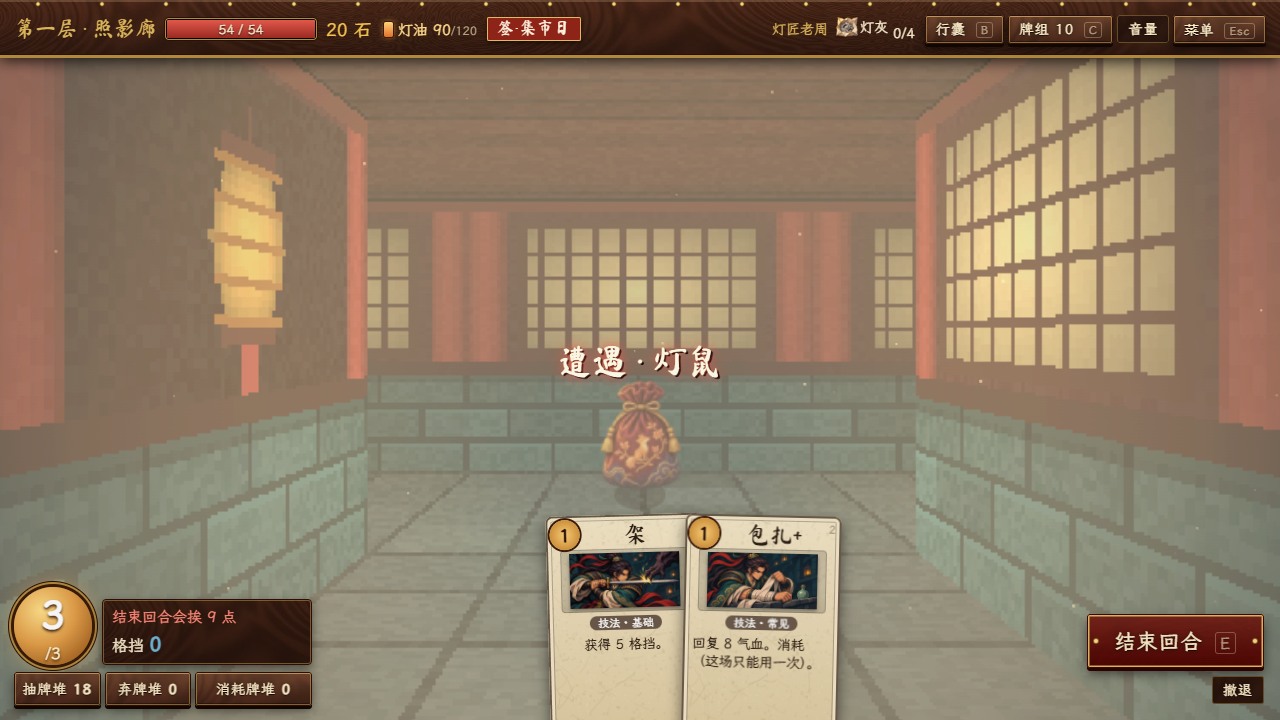 第一层·照影廊
54 / 54
20 石
灯油 90/120
签·集市日
灯匠老周
灯灰 0/4
行囊 B
牌组 10 C
音量
菜单 Esc
遭遇·灯鼠
1
架
技法·基础
获得 5 格挡。
1
包扎+
2
技法·常见
回复 8 气血。消耗
（这场只能用一次）。
3
/3
结束回合会挨 9 点
格挡 0
抽牌堆 18
弃牌堆 0
消耗牌堆 0
结束回合 E
撤退